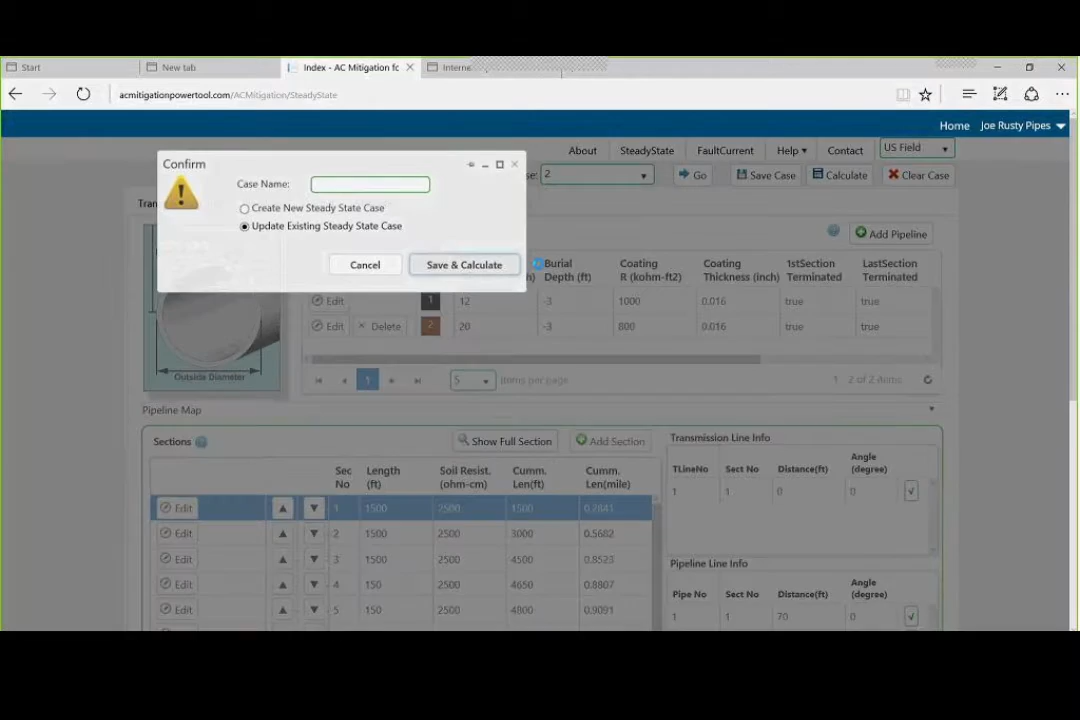 Start
New tab
Index - AC Mitigation fc
Interne
acmitigationpowertool.com/ACMitigation/SteadyState
Home Joe Rusty Pipes
About SteadyState FaultCurrent Help Contact US Field
se: 2 Go Save Case Calculate Clear Case
Confirm
Case Name:
Create New Steady State Case
Update Existing Steady State Case
Cancel Save & Calculate
Tran
Add Pipeline
h) Burial Depth (ft) Coating R (kohm-ft2) Coating Thickness (inch) 1stSection Terminated LastSection Terminated
Edit 1 12 -3 1000 0.016 true true
Edit Delete 2 20 -3 800 0.016 true true
Outside Diameter
1 5 items per page 1 - 2 of 2 items
Pipeline Map
Sections Show Full Section Add Section
Sec No Length (ft) Soil Resist. (ohm-cm) Cumm. Len(ft) Cumm. Len(mile)
Edit 1 1500 2500 1500 0.2841
Edit 2 1500 2500 3000 0.5682
Edit 3 1500 2500 4500 0.8523
Edit 4 150 2500 4650 0.8807
Edit 5 150 2500 4800 0.9091
Transmission Line Info
TLineNo Sect No Distance(ft) Angle (degree)
1 1 0 0 √
Pipeline Line Info
Pipe No Sect No Distance(ft) Angle (degree)
1 1 70 0 √